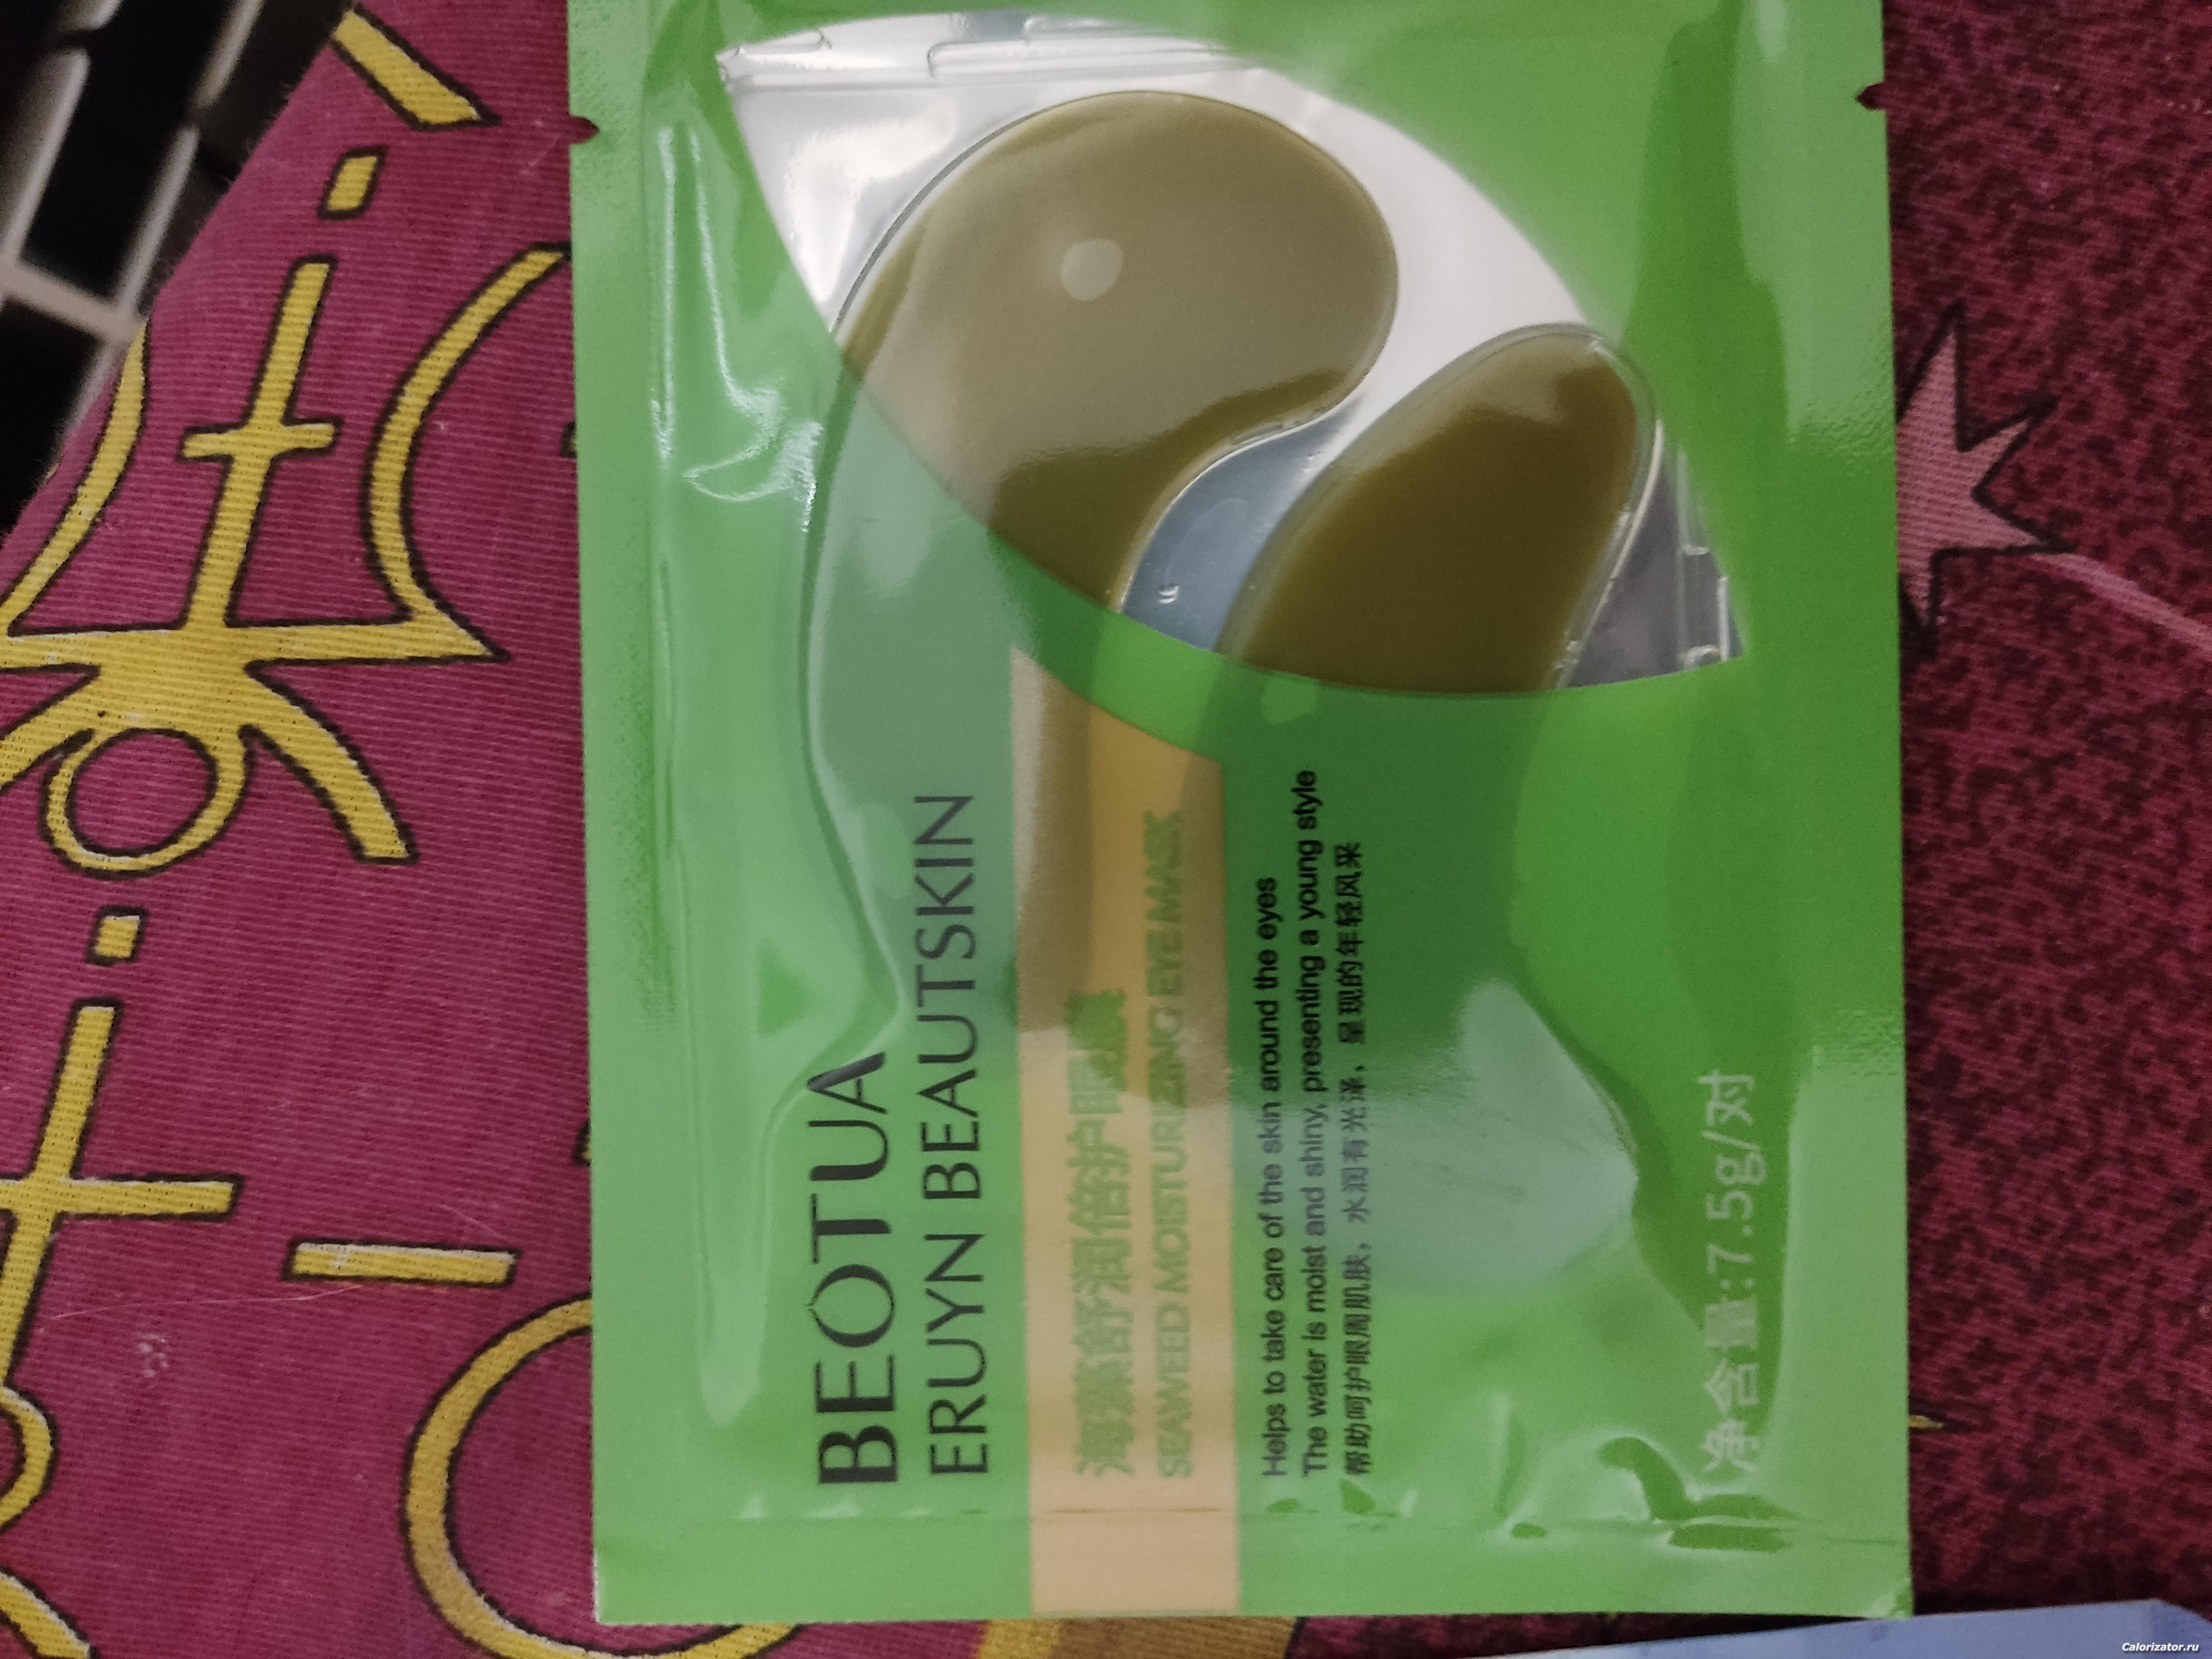 BEOTUA
ERUYN BEAUTSKIN
海藻舒润倍护眼膜
SEAWEED MOISTURIZING EYE MASK
Helps to take care of the skin around the eyes
The water is moist and shiny, presenting a young style
帮助呵护眼周肌肤，水润有光泽，呈现的年轻风采
净含量:7.5g/对
Calorizator.ru